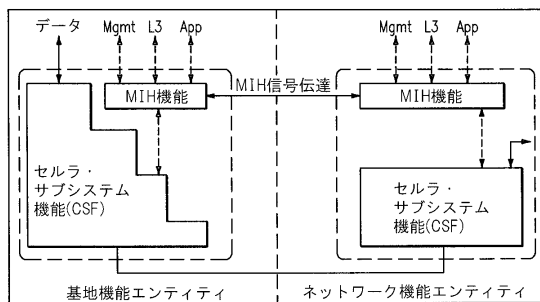 データ Mgmt L3 App
Mgmt L3 App
MIH機能
MIH信号伝達
MIH機能
セルラ・
サブシステム
機能(CSF)
セルラ・
サブシステム
機能(CSF)
基地機能エンティティ
ネットワーク機能エンティティ